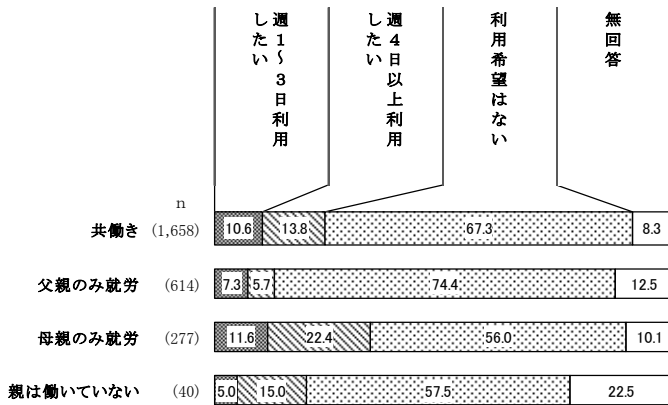 週1～3日利用
したい
週4日以上利用
したい
利用希望はない
無回答
n
共働き (1,658) 10.6 13.8 67.3 8.3
父親のみ就労 (614) 7.3 5.7 74.4 12.5
母親のみ就労 (277) 11.6 22.4 56.0 10.1
親は働いていない (40) 5.0 15.0 57.5 22.5